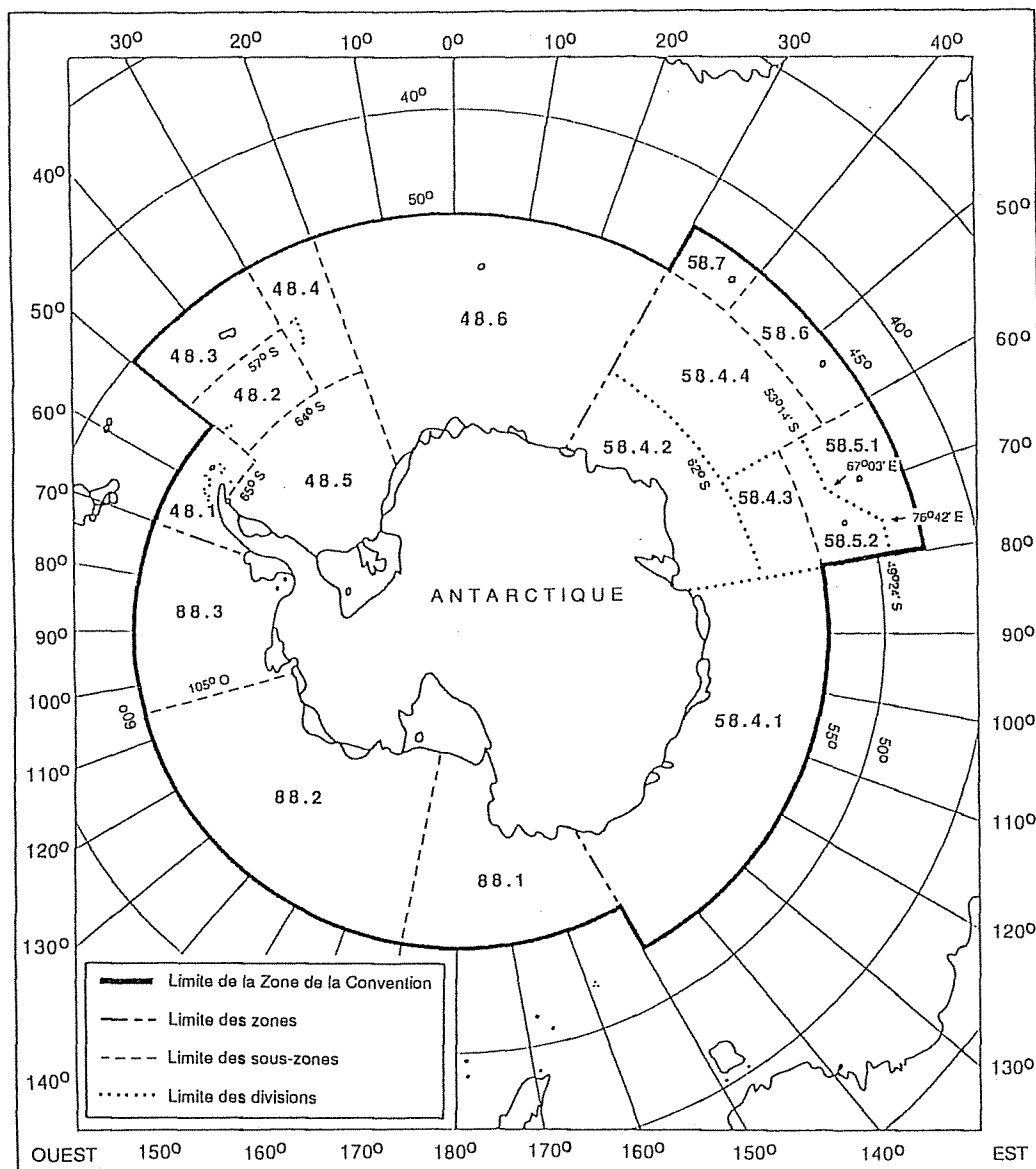 30° 20° 10° 0° 10° 20° 30° 40°
40°
40°
50°
50°
50°
60°
70°
80°
90°
100°
110°
120°
130°
140°
40°
45°
60°
70°
80°
90°
100°
110°
120°
130°
58.7
48.4
48.6
58.6
48.3
57° S
48.2
58.4.4
53°14' S
64° S
58.4.2
62° S
58.5.1
67°03' E
65° S
48.5
58.4.3
48.1
76°42' E
58.5.2
49°24' S
ANTARCTIQUE
88.3
105° O
60°
58.4.1
55°
50°
88.2
88.1
Limite de la Zone de la Convention
Limite des zones
Limite des sous-zones
Limite des divisions
OUEST 150° 160° 170° 180° 170° 160° 150° 140° EST